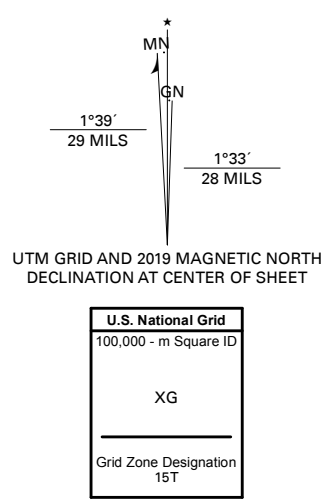 ★
MN
GN
1°39´
29 MILS
1°33´
28 MILS
UTM GRID AND 2019 MAGNETIC NORTH
DECLINATION AT CENTER OF SHEET
U.S. National Grid
100,000 - m Square ID
XG
Grid Zone Designation
15T